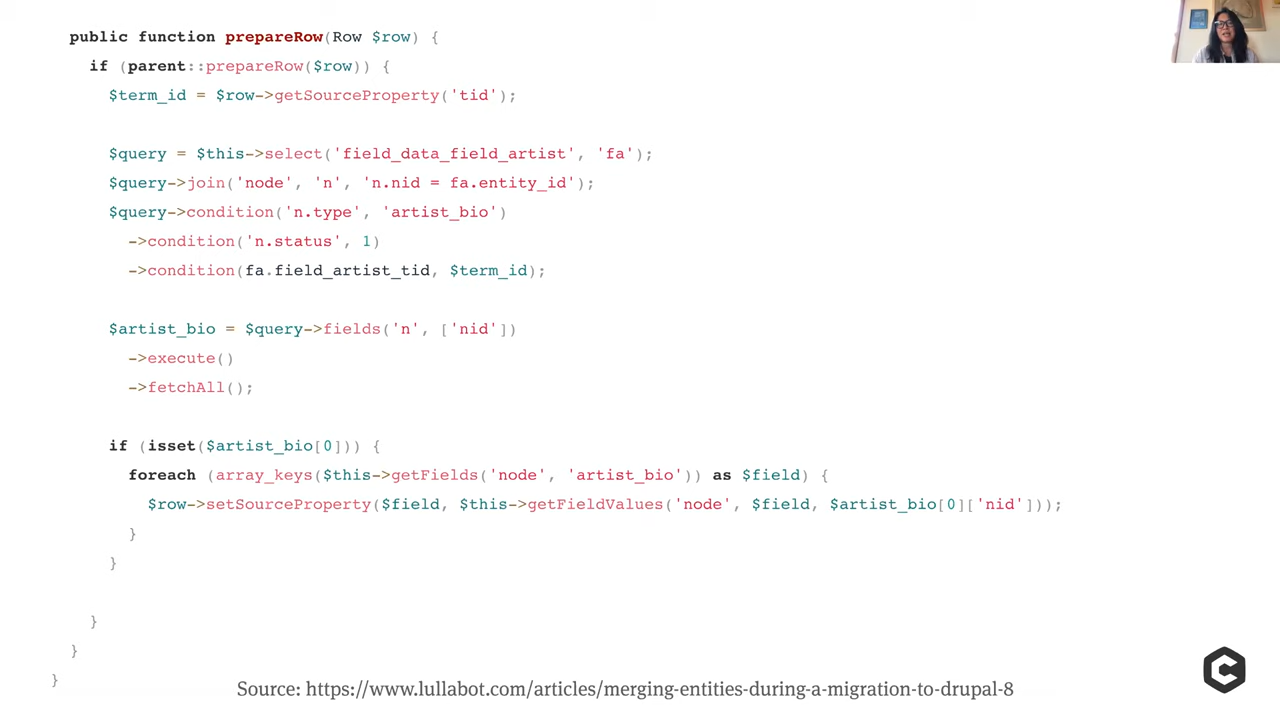 public function prepareRow(Row $row) {
if (parent::prepareRow($row)) {
$term_id = $row->getSourceProperty('tid');
$query = $this->select('field_data_field_artist', 'fa');
$query->join('node', 'n', 'n.nid = fa.entity_id');
$query->condition('n.type', 'artist_bio')
->condition('n.status', 1)
->condition(fa.field_artist_tid, $term_id);
$artist_bio = $query->fields('n', ['nid'])
->execute()
->fetchAll();
if (isset($artist_bio[0])) {
foreach (array_keys($this->getFields('node', 'artist_bio')) as $field) {
$row->setSourceProperty($field, $this->getFieldValues('node', $field, $artist_bio[0]['nid']));
}
}
}
}
}
Source: https://www.lullabot.com/articles/merging-entities-during-a-migration-to-drupal-8